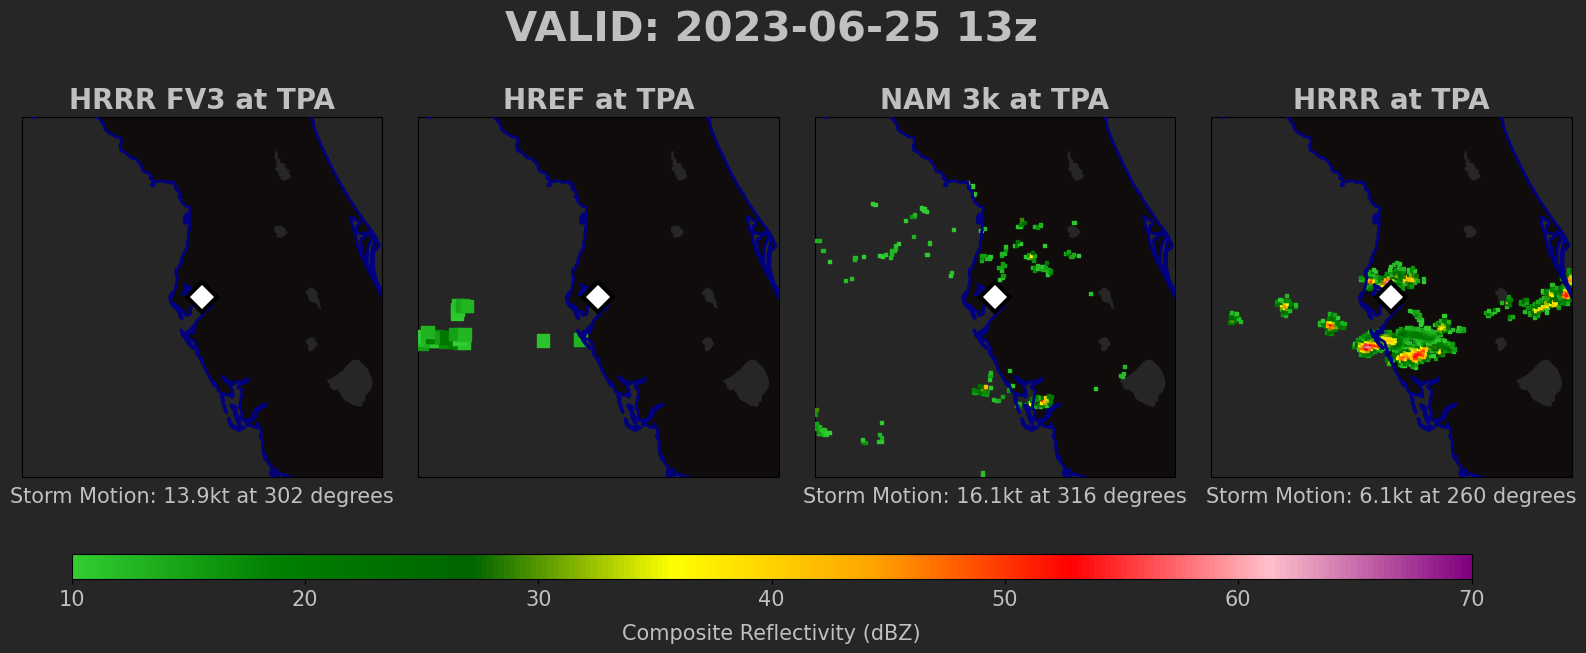 VALID: 2023-06-25 13z
HRRR FV3 at TPA
HREF at TPA
NAM 3k at TPA
HRRR at TPA
Storm Motion: 13.9kt at 302 degrees
Storm Motion: 16.1kt at 316 degrees
Storm Motion: 6.1kt at 260 degrees
10 20 30 40 50 60 70
Composite Reflectivity (dBZ)